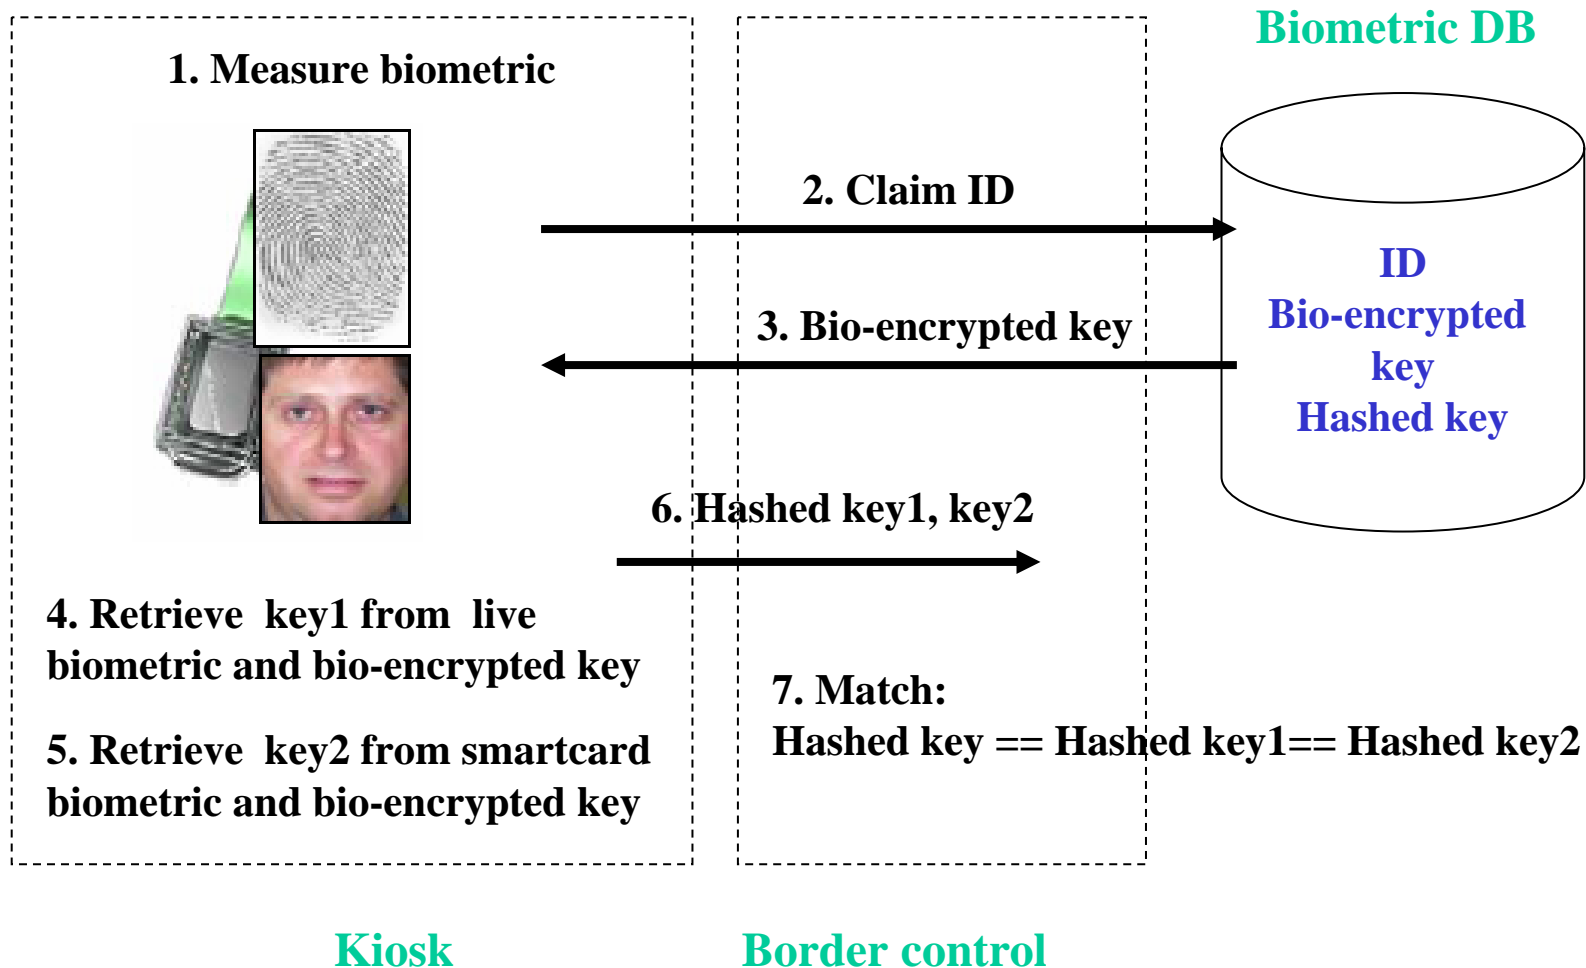 Biometric DB
1. Measure biometric
2. Claim ID
ID
3. Bio-encrypted key
Bio-encrypted
key
Hashed key
6. Hashed key1, key2
4. Retrieve key1 from live
biometric and bio-encrypted key
5. Retrieve key2 from smartcard
biometric and bio-encrypted key
7. Match:
Hashed key == Hashed key1== Hashed key2
Kiosk
Border control